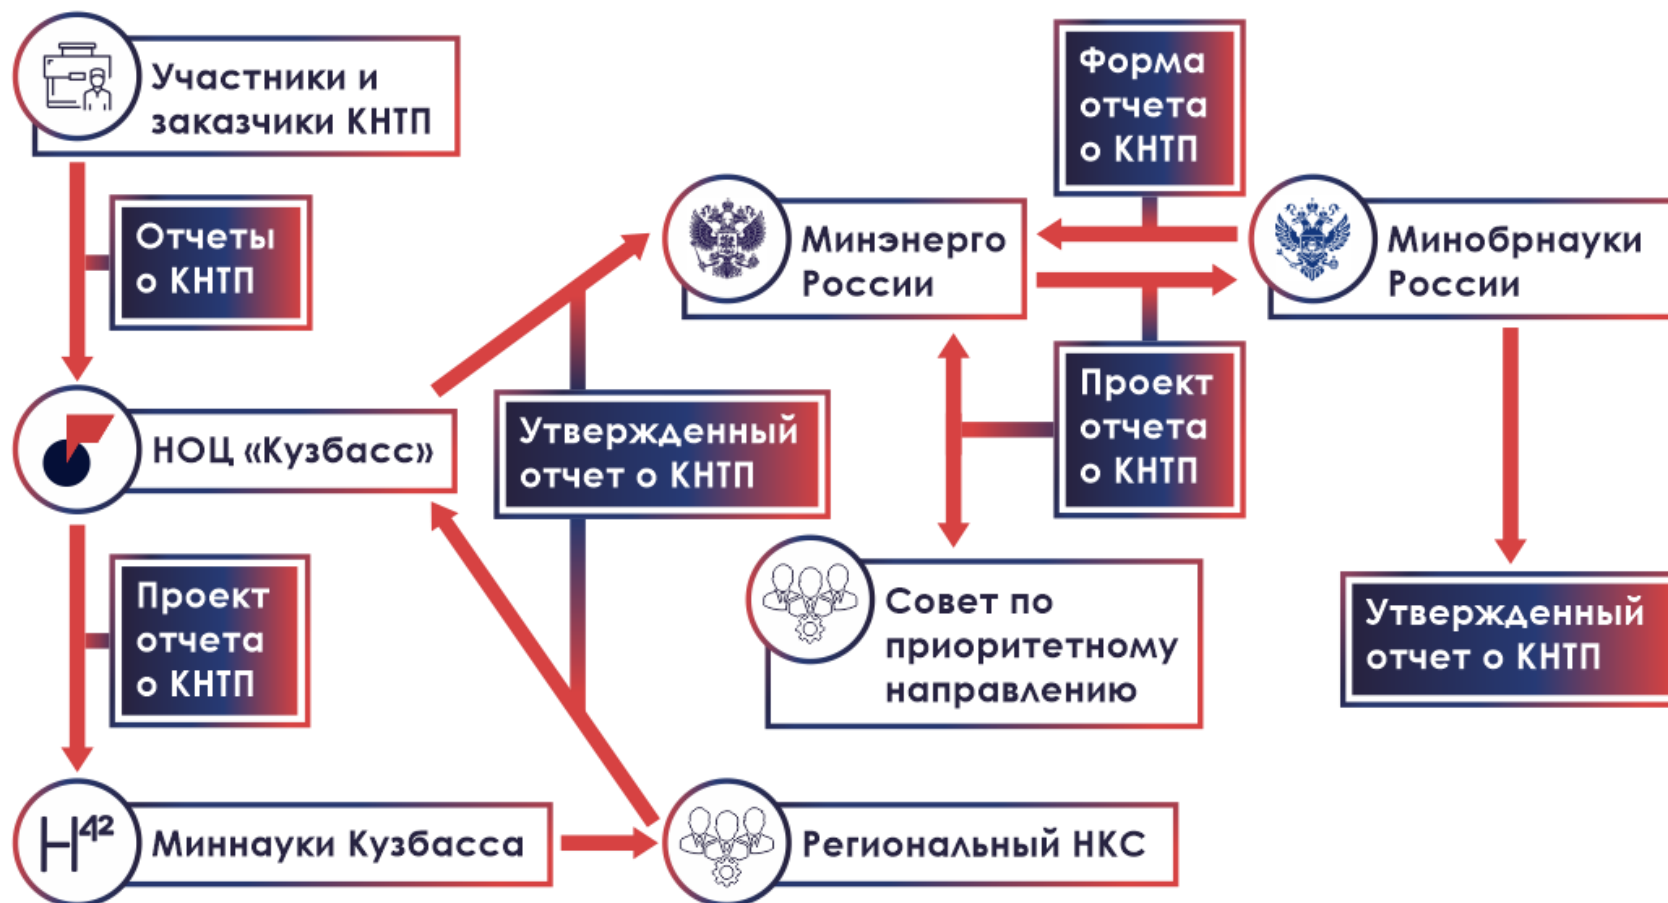 Участники и
заказчики КНТП
Форма
отчета
о КНТП
Отчеты
о КНТП
Минэнерго
России
Минобрнауки
России
Проект
отчета
о КНТП
Утвержденный
отчет о КНТП
НОЦ «Кузбасс»
Проект
отчета
о КНТП
Совет по
приоритетному
направлению
Утвержденный
отчет о КНТП
Н42
Миннауки Кузбасса
Региональный НКС